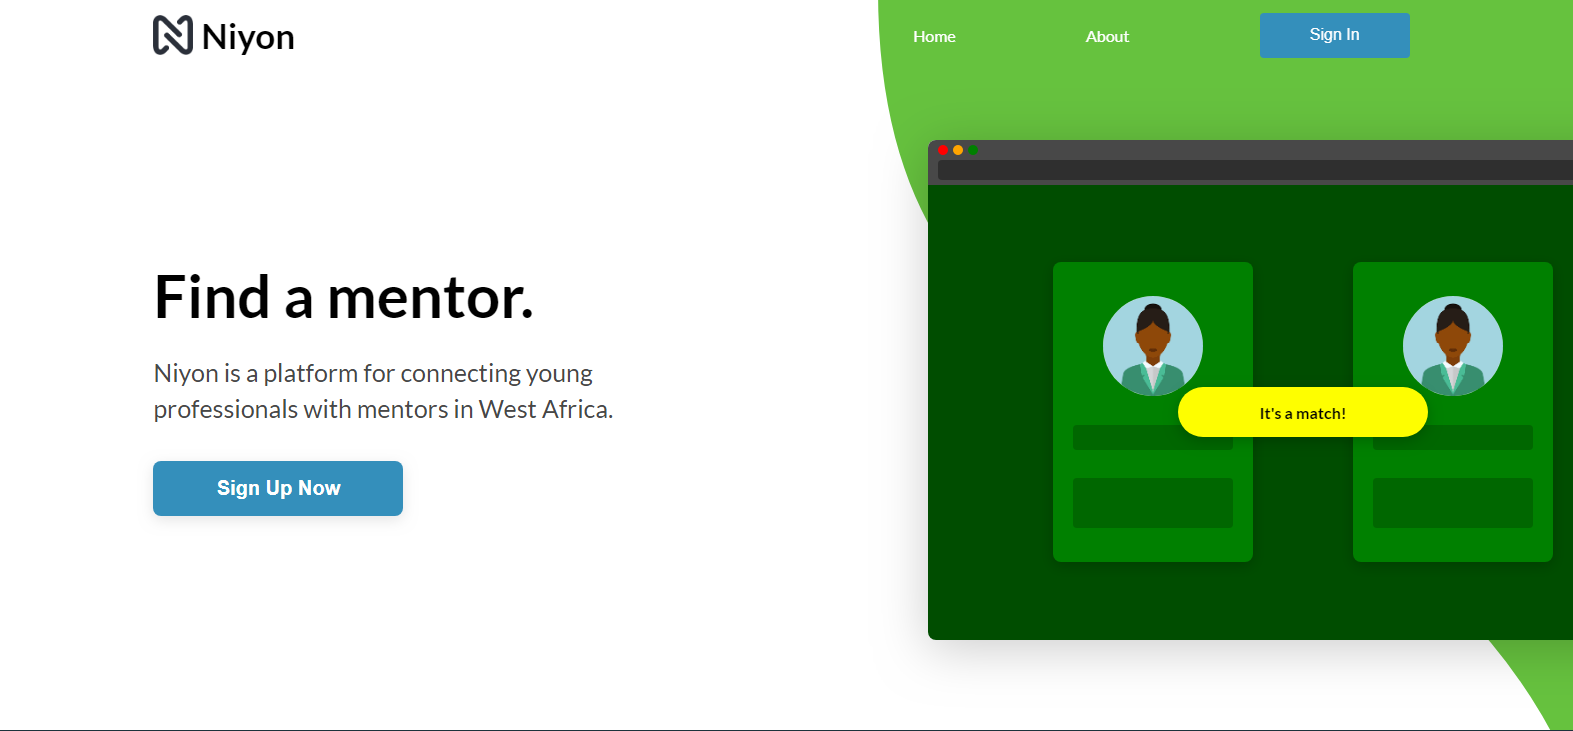 Niyon
Home
About
Sign In
Find a mentor.
Niyon is a platform for connecting young
professionals with mentors in West Africa.
Sign Up Now
It's a match!